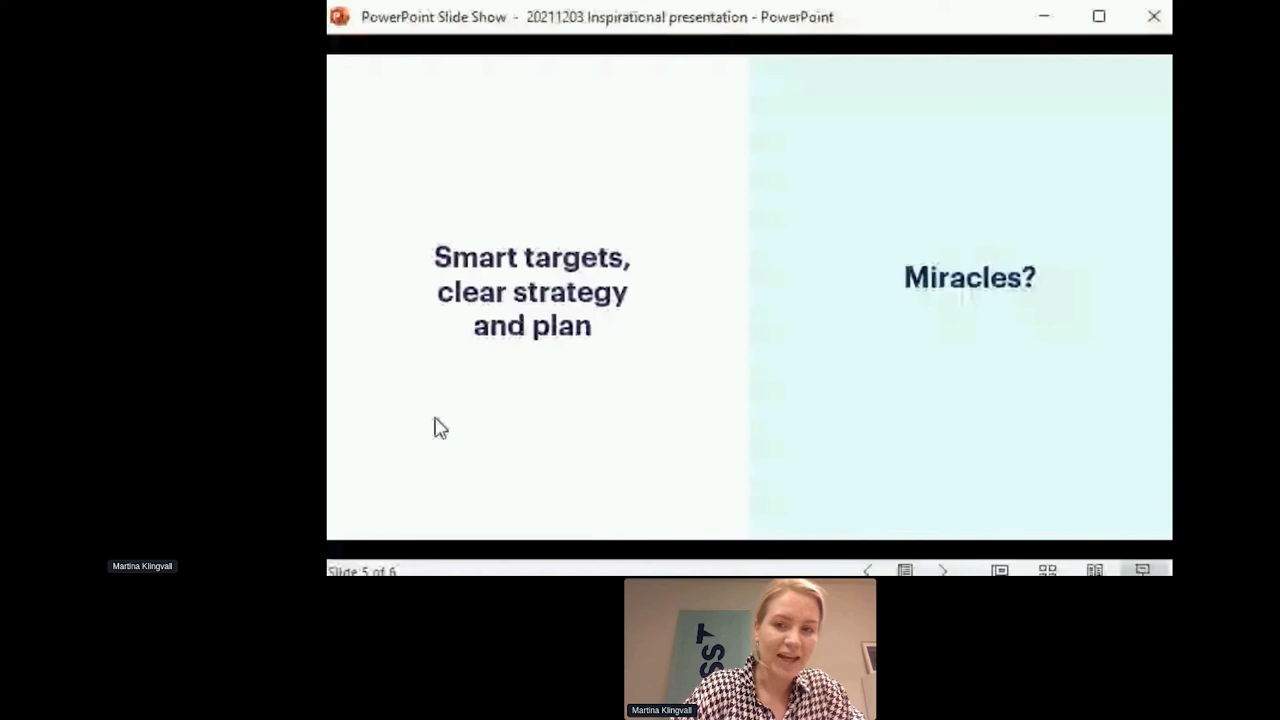 PowerPoint Slide Show - 20211203 Inspirational presentation - PowerPoint
Smart targets,
clear strategy
and plan
Miracles?
Martina Klingvall
Slide 5 of 6
SST
Martina Klingvall